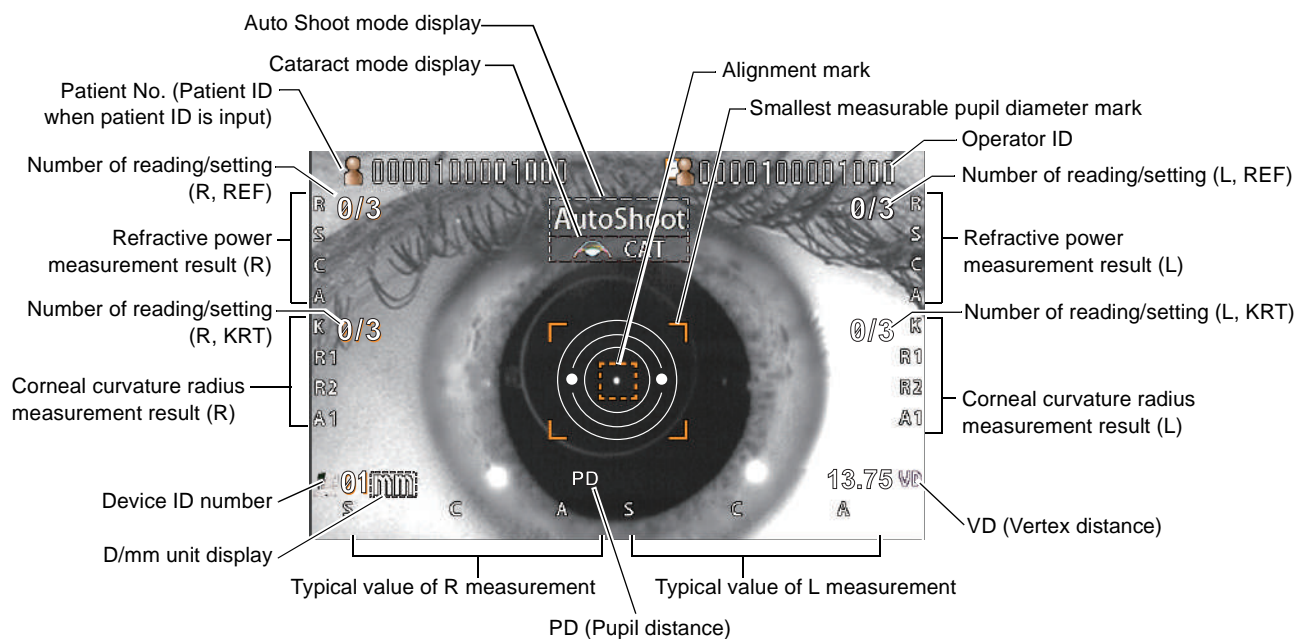 Auto Shoot mode display
Cataract mode display
Alignment mark
Patient No. (Patient ID
when patient ID is input)
Smallest measurable pupil diameter mark
Operator ID
0000100001000
0000100001000
Number of reading/setting
(R, REF)
Number of reading/setting (L, REF)
R 0/3
0/3 R
AutoShoot
S
S
CAT
Refractive power
measurement result (R)
Refractive power
measurement result (L)
C
C
A
A
Number of reading/setting
(R, KRT)
Number of reading/setting (L, KRT)
K 0/3
0/3 K
R1
R1
R2
R2
A1
A1
Corneal curvature radius
measurement result (R)
Corneal curvature radius
measurement result (L)
Device ID number
01 mm
PD
13.75 VD
S C A S C A
VD (Vertex distance)
D/mm unit display
Typical value of R measurement
Typical value of L measurement
PD (Pupil distance)